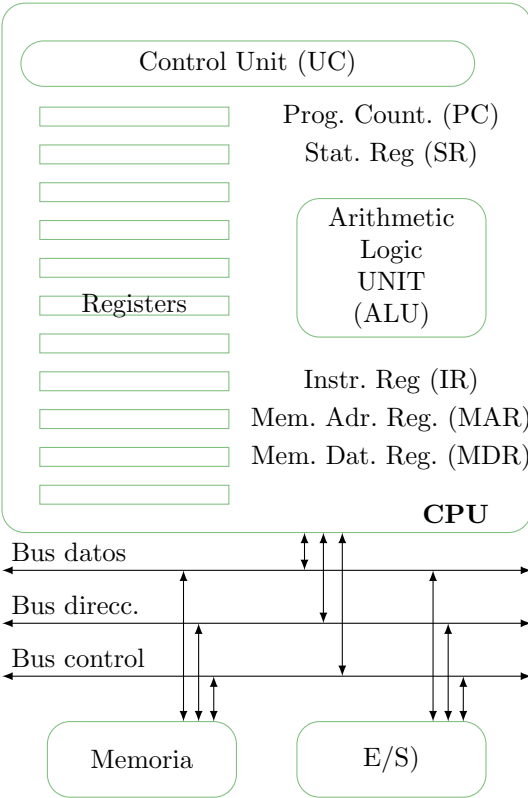 Control Unit (UC)
Prog. Count. (PC)
Stat. Reg (SR)
Arithmetic
Logic
UNIT
(ALU)
Registers
Instr. Reg (IR)
Mem. Adr. Reg. (MAR)
Mem. Dat. Reg. (MDR)
CPU
Bus datos
Bus direcc.
Bus control
Memoria
E/S)